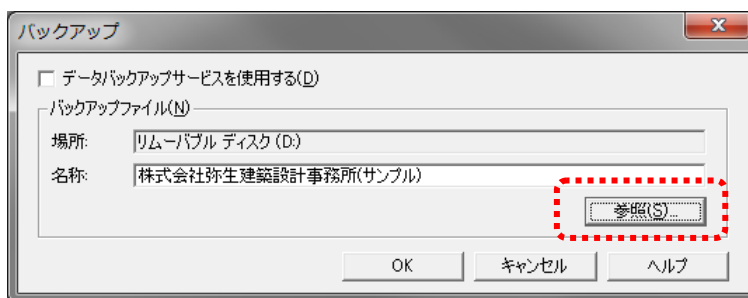 バックアップ
データバックアップサービスを使用する(D)
バックアップファイル(N)
場所: リムーバブル ディスク (D:)
名称: 株式会社弥生建築設計事務所(サンプル)
参照(S)...
OK キャンセル ヘルプ